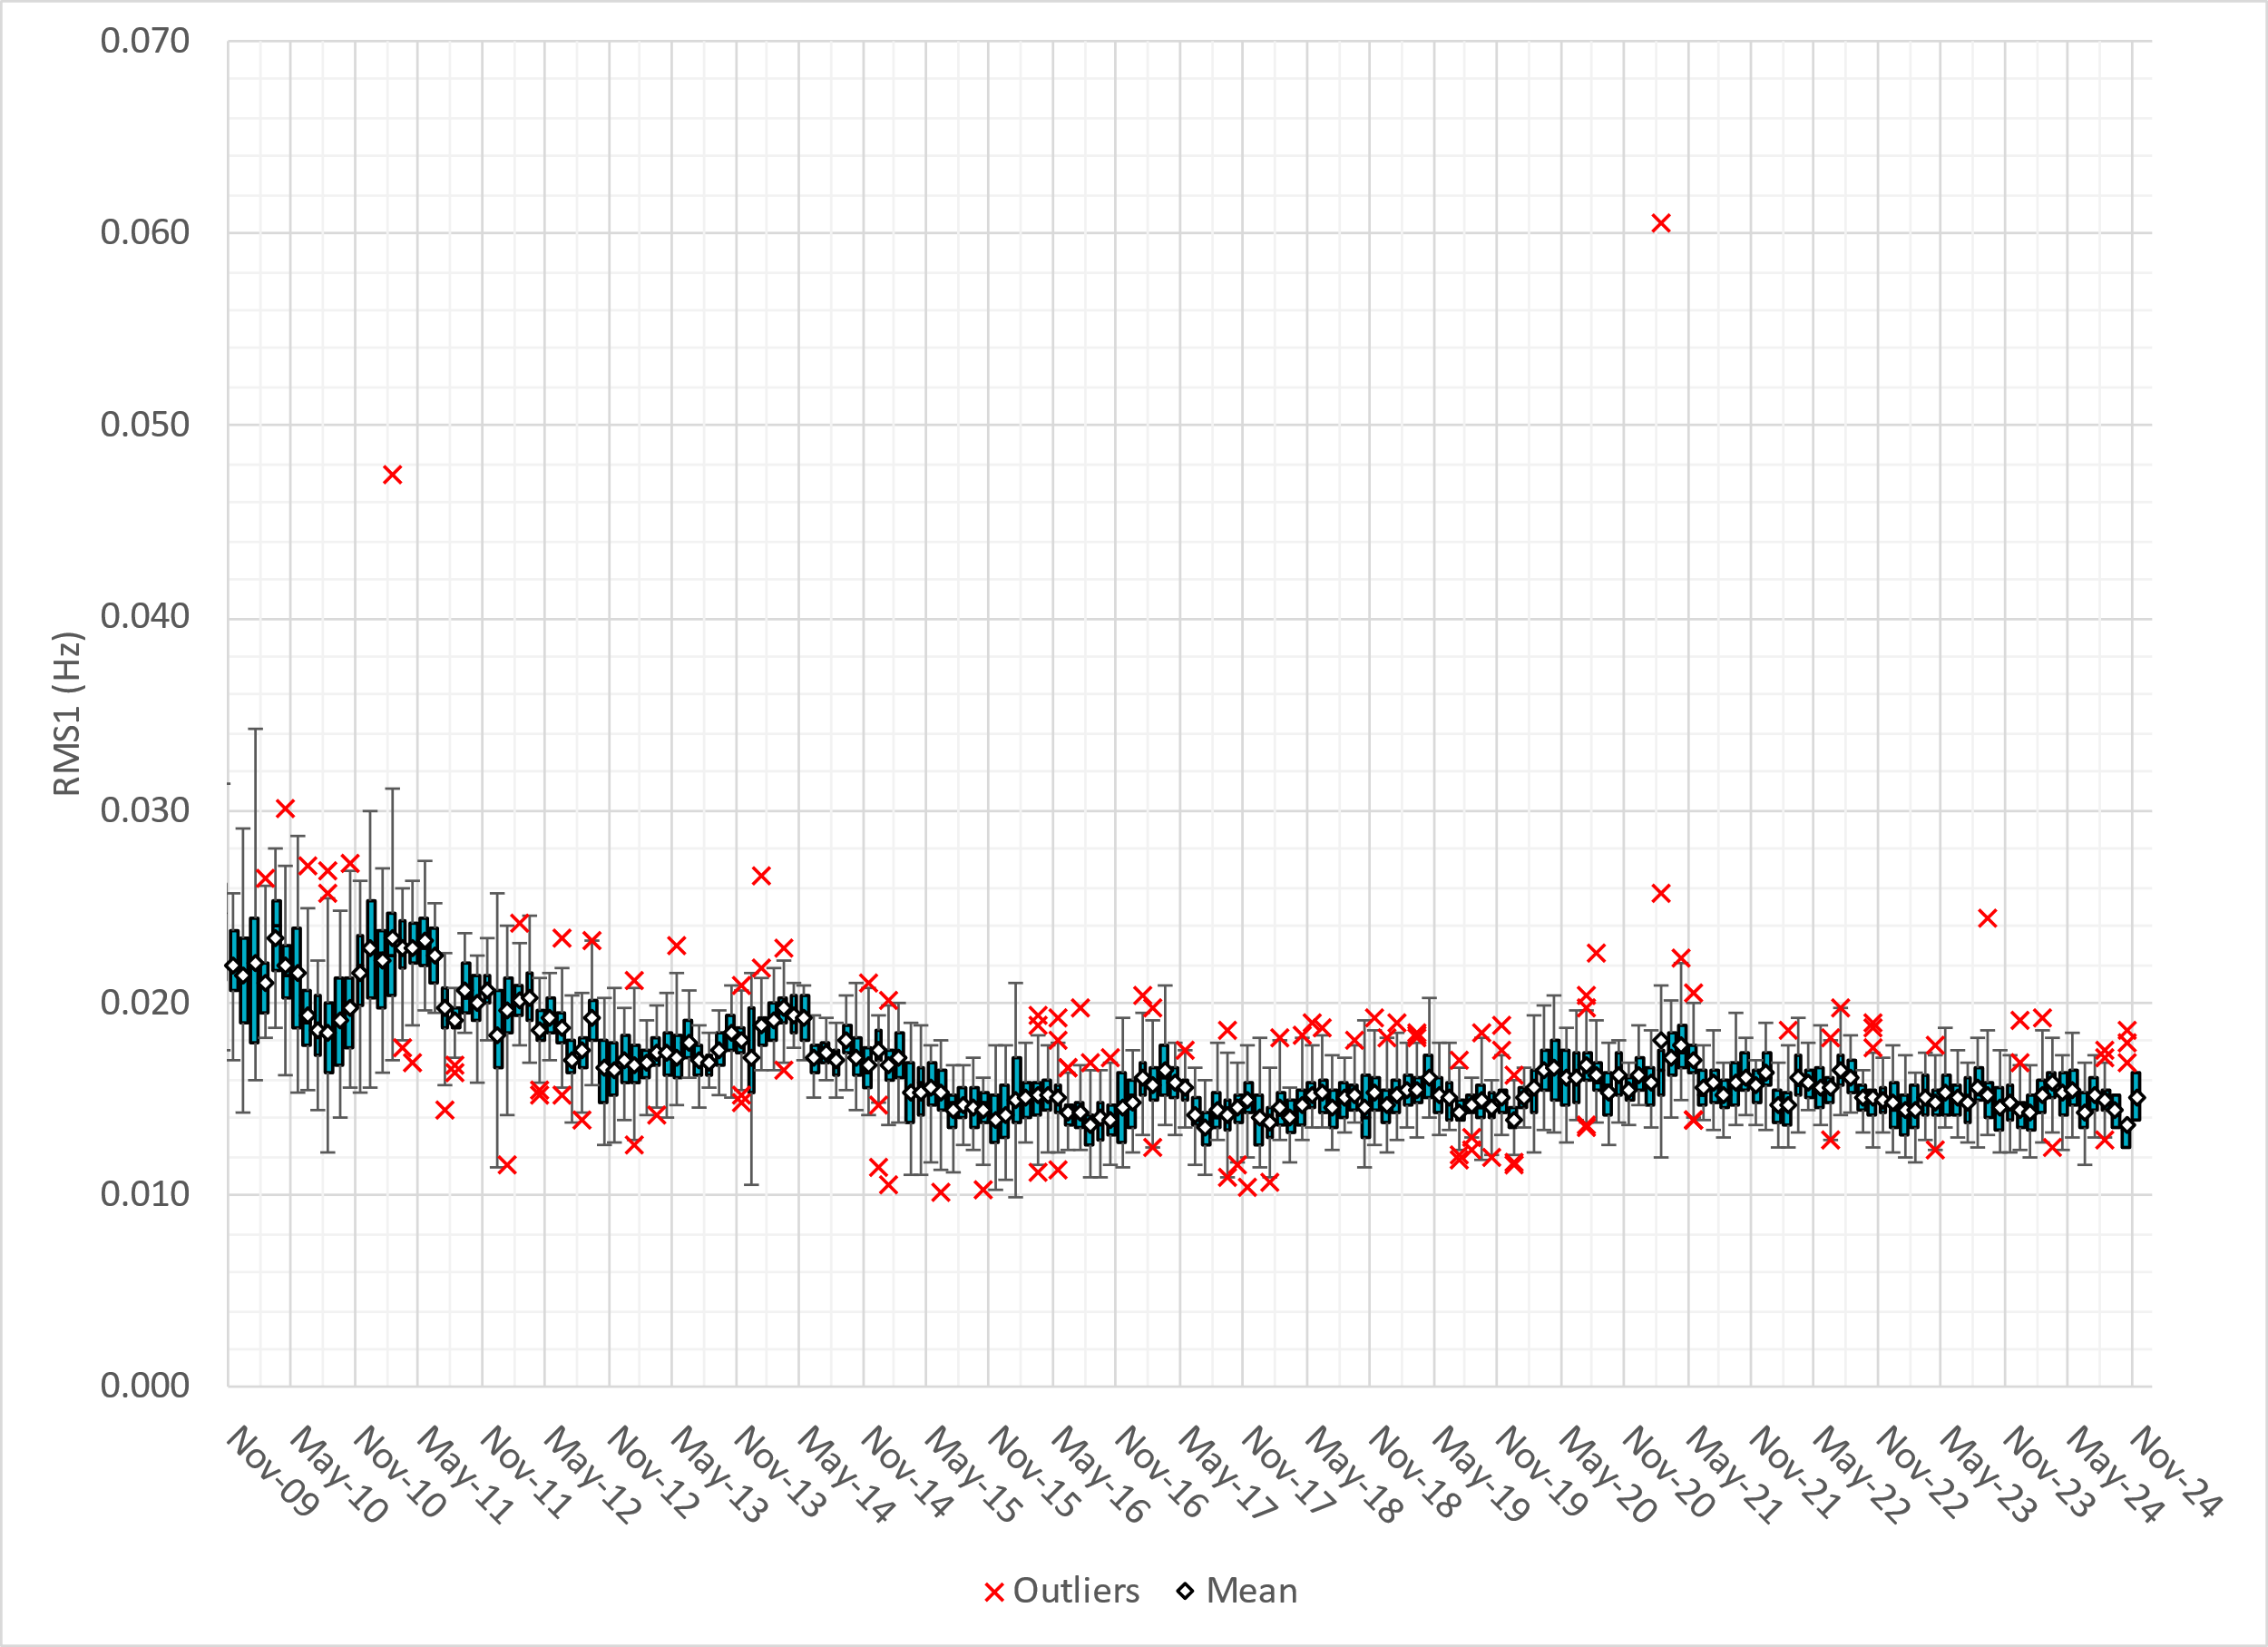 0.070
0.060
0.050
0.040
0.030
0.020
0.010
0.000
RMS1 (Hz)
Nov-09
May-10
Nov-10
May-11
Nov-11
May-12
Nov-12
May-13
Nov-13
May-14
Nov-14
May-15
Nov-15
May-16
Nov-16
May-17
Nov-17
May-18
Nov-18
May-19
Nov-19
May-20
Nov-20
May-21
Nov-21
May-22
Nov-22
May-23
Nov-23
May-24
Nov-24
Outliers Mean